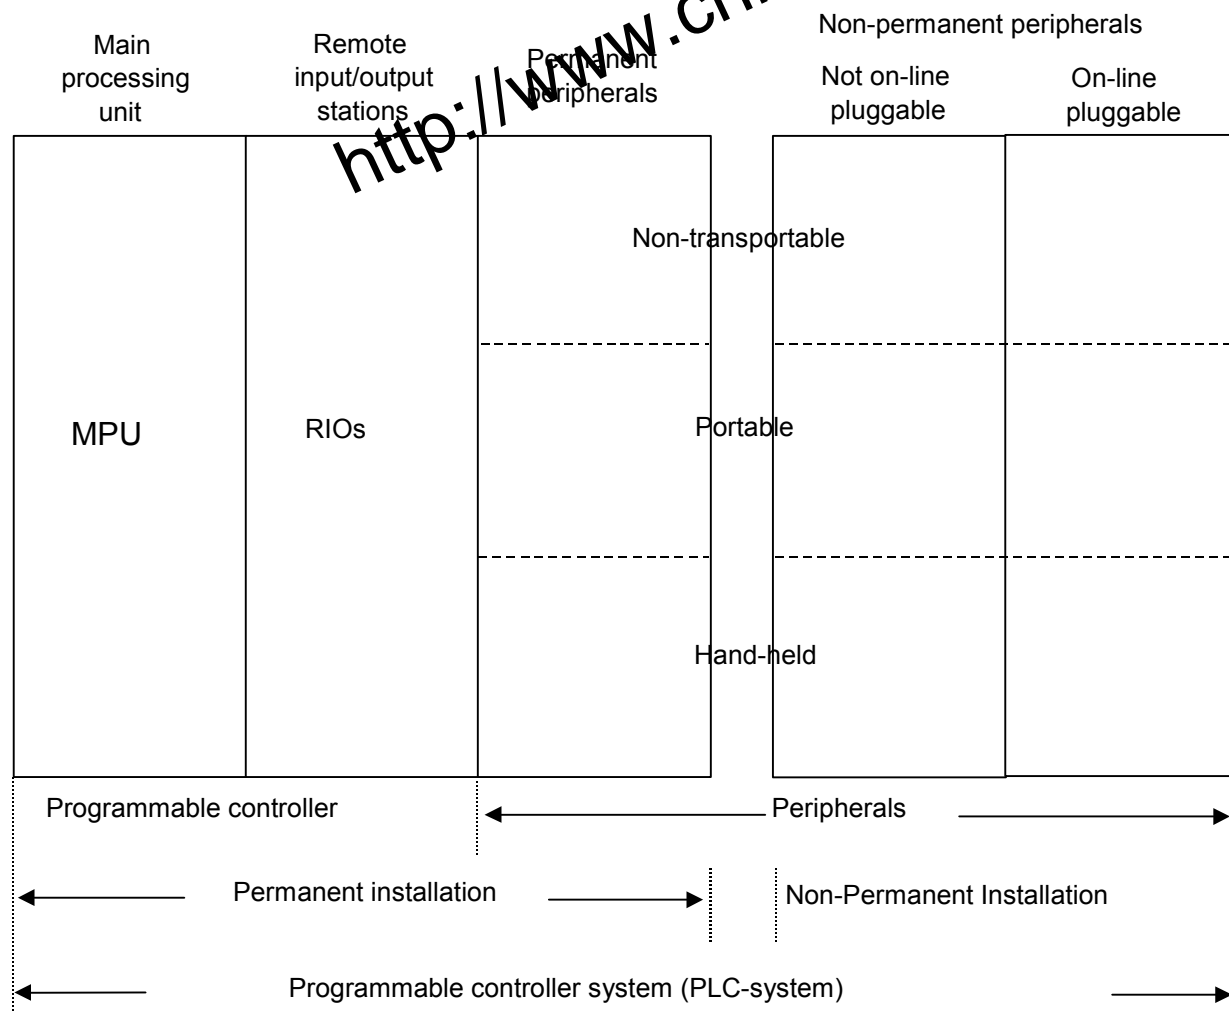 Main
processing
unit
Remote
input/output
stations
Permanent
peripherals
Non-permanent peripherals
Not on-line
pluggable
On-line
pluggable
http://www.ch
Non-transportable
MPU
RIOs
Portable
Hand-held
Programmable controller
Peripherals
Permanent installation
Non-Permanent Installation
Programmable controller system (PLC-system)